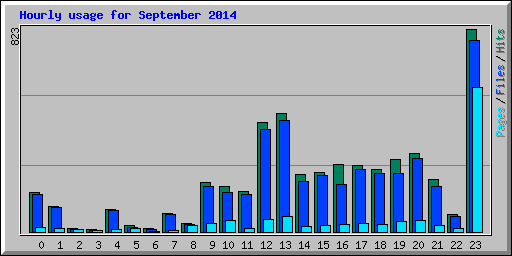 Hourly usage for September 2014
823
Pages/Files/Hits
0 1 2 3 4 5 6 7 8 9 10 11 12 13 14 15 16 17 18 19 20 21 22 23